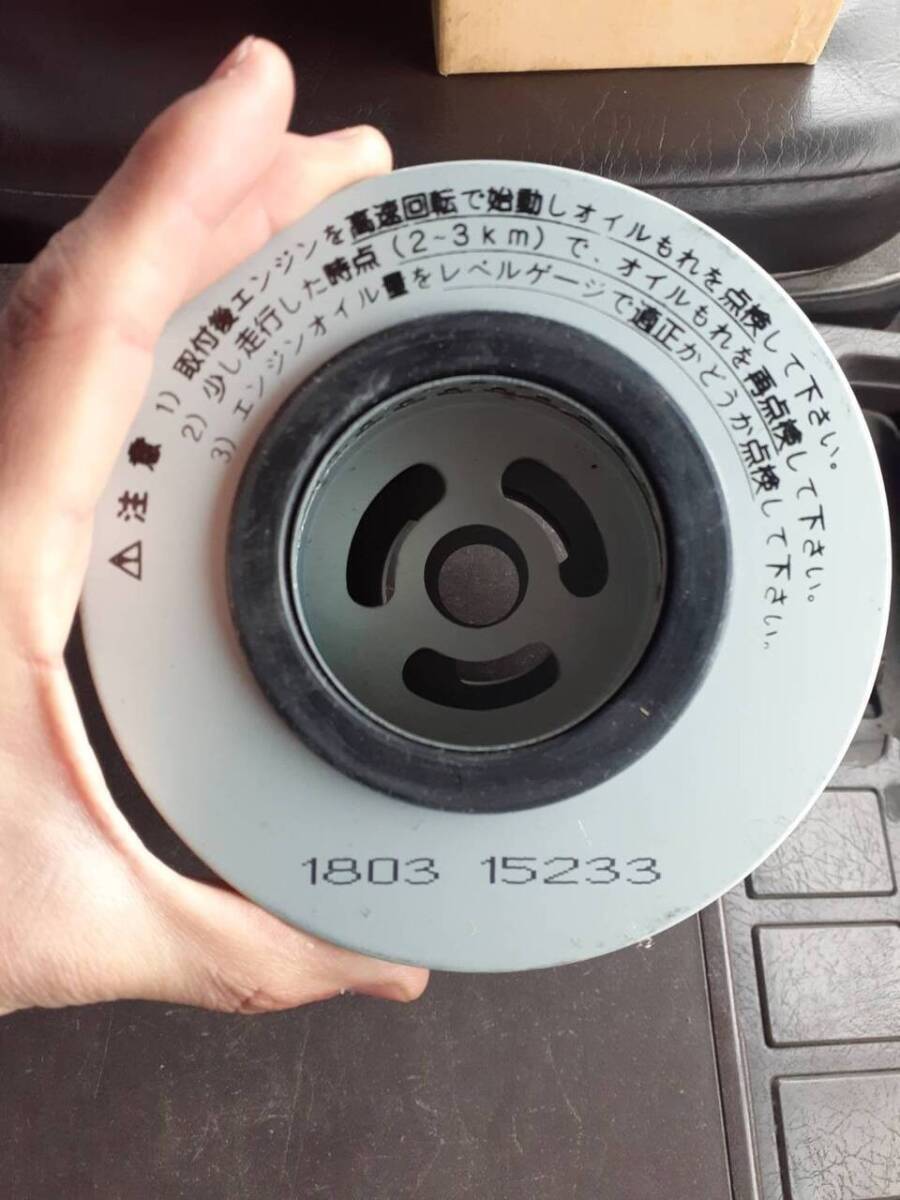 ⚠注意
1) 取付後エンジンを高速回転で始動しオイルもれを点検して下さい。
2) 少し走行した時点(2~3km)で、オイルもれを再点検して下さい。
3) エンジンオイル量をレベルゲージで適正かどうか点検して下さい。
1803 15233